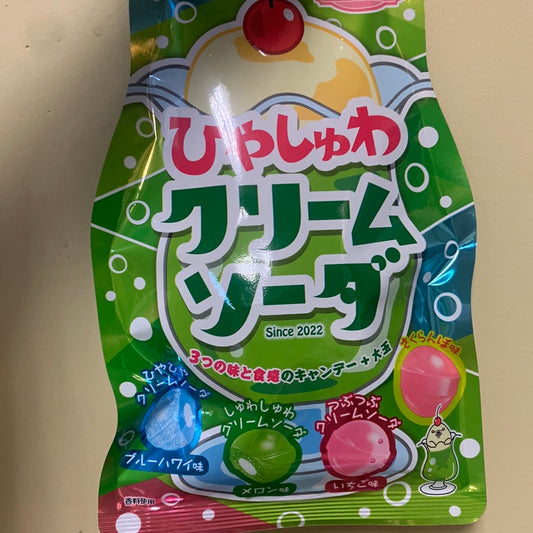 ひやしゅわ
クリーム
ソーダ
Since 2022
3つの味と食感のキャンデー+大玉
さくらんぼ味
ひやひや
クリームソーダ
ブルーハワイ味
しゅわしゅわ
クリームソーダ
メロン味
つぶつぶ
クリームソーダ
いちご味
香料使用